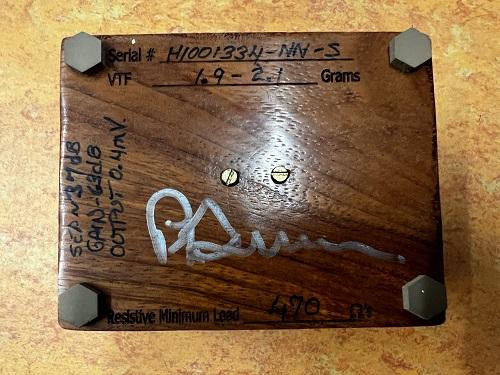 Serial # H1001334-NN-S
VTF 1.9 - 2.1 Grams
SEP N 37dB
GAIN - 63dB
OUTPUT 0.4mV
Resistive Minimum Load 470 Ω's